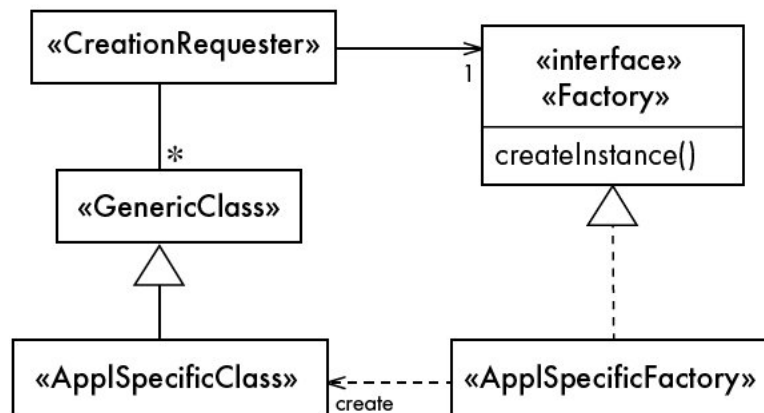 «CreationRequester»
1
«interface»
«Factory»
createInstance()
*
«GenericClass»
«ApplSpecificClass»
create
«ApplSpecificFactory»